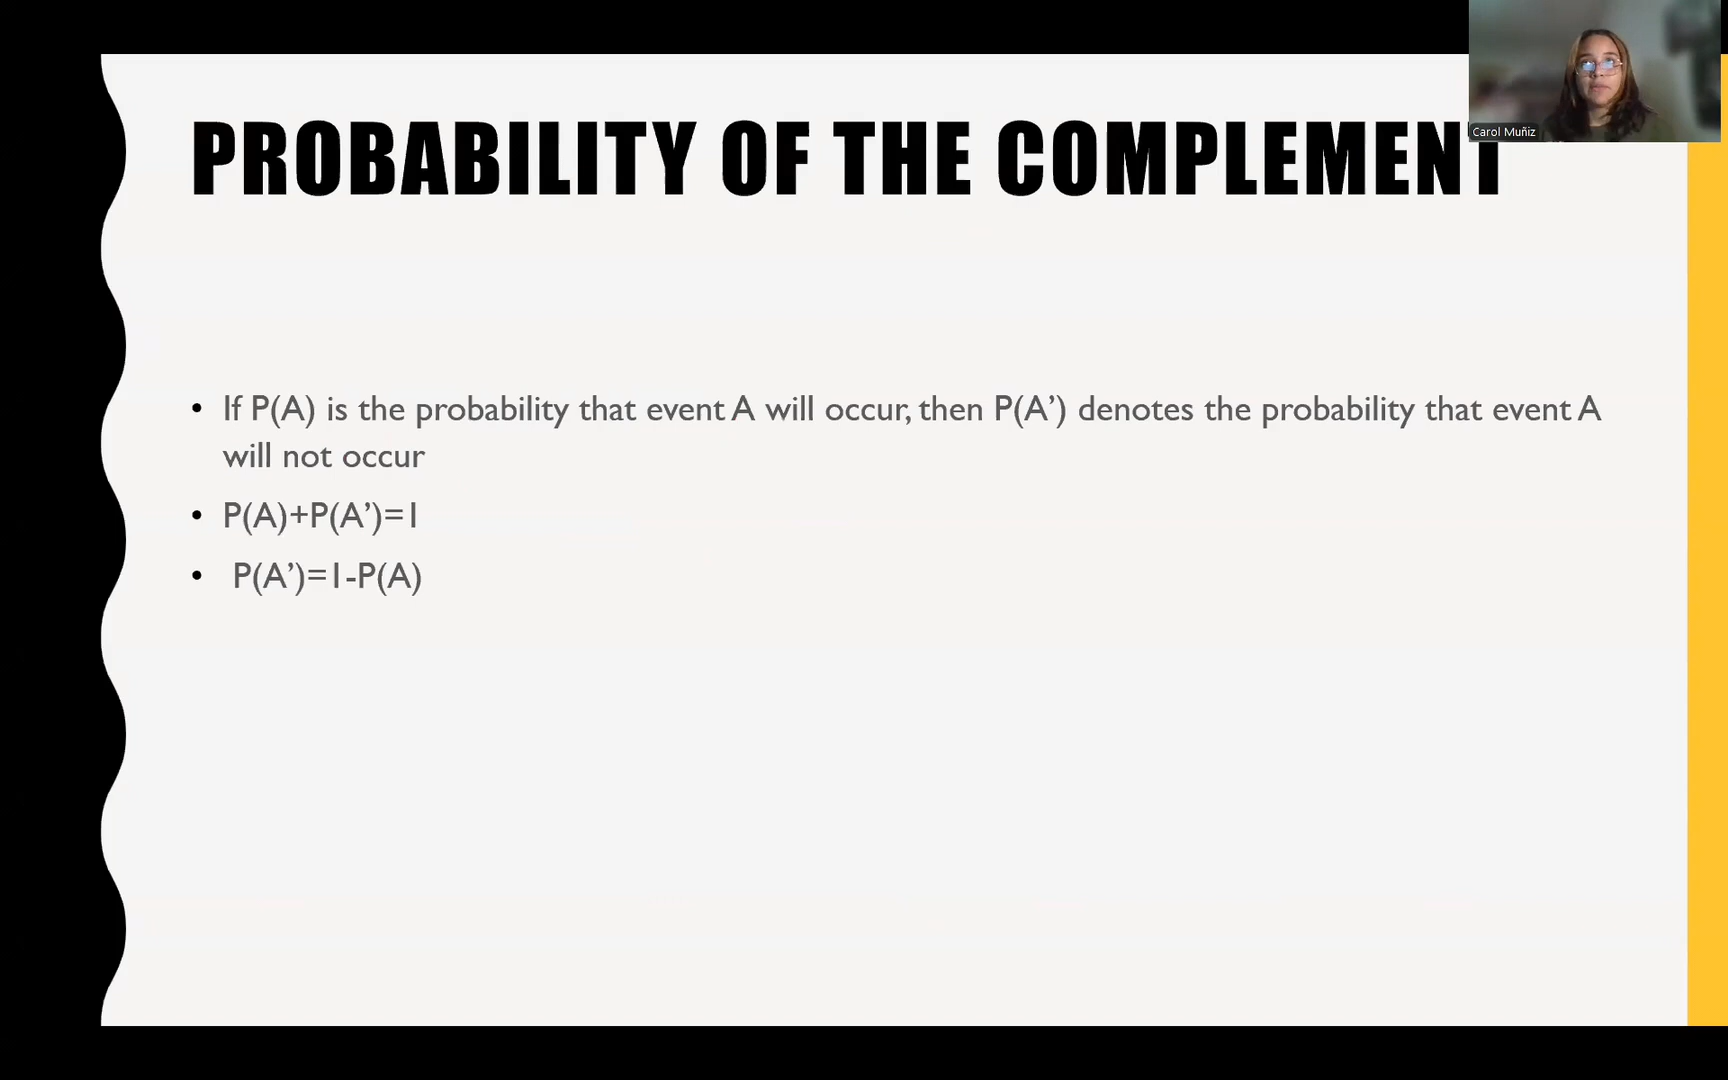 PROBABILITY OF THE COMPLEMENT
Carol Muñiz
• If P(A) is the probability that event A will occur, then P(A’) denotes the probability that event A
will not occur
• P(A)+P(A’)=1
• P(A’)=1-P(A)